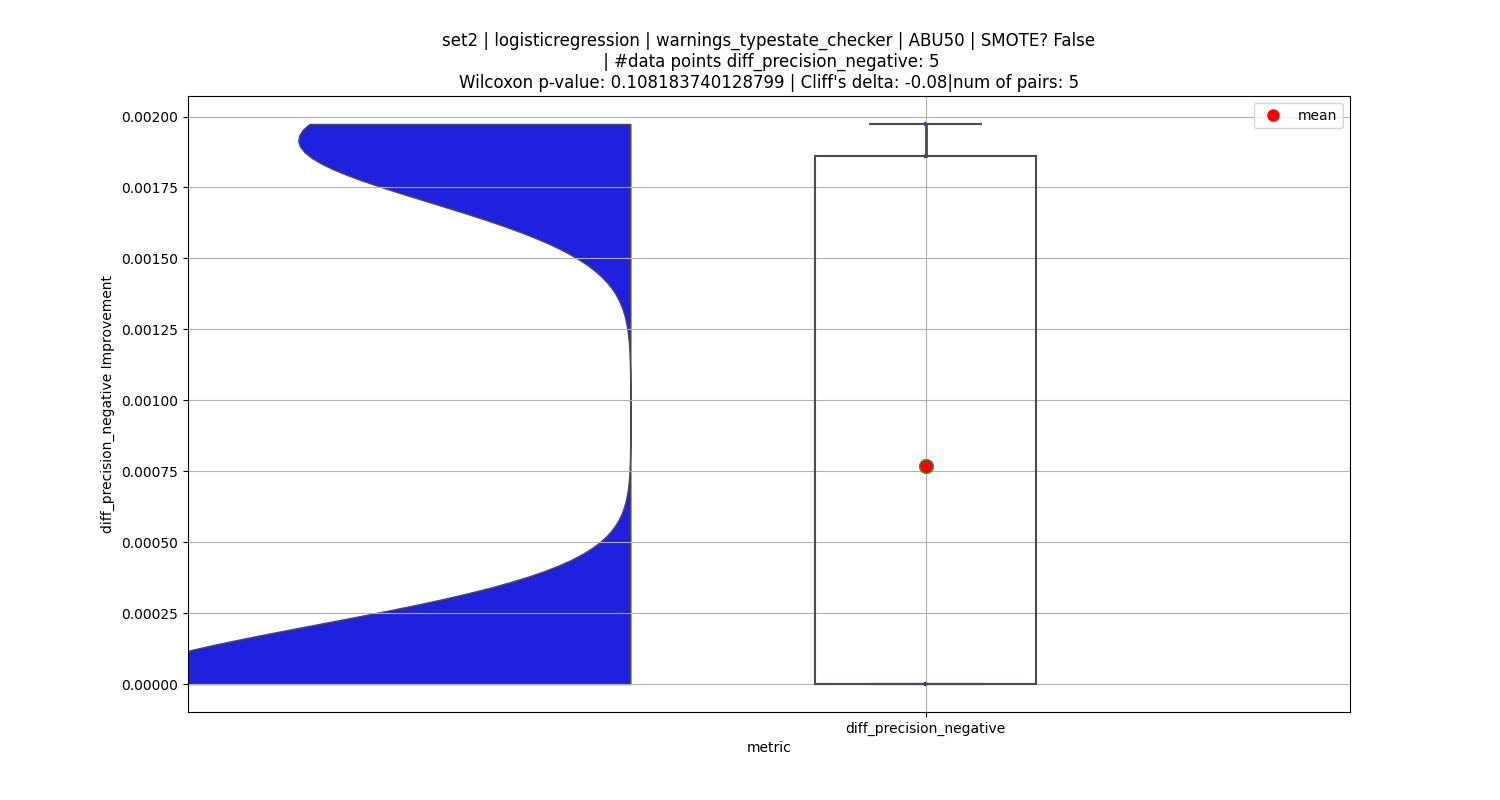 set2 | logisticregression | warnings_typestate_checker | ABU50 | SMOTE? False
| #data points diff_precision_negative: 5
Wilcoxon p-value: 0.108183740128799 | Cliff's delta: -0.08|num of pairs: 5
mean
0.00200
0.00175
0.00150
0.00125
0.00100
0.00075
0.00050
0.00025
0.00000
diff_precision_negative Improvement
diff_precision_negative
metric